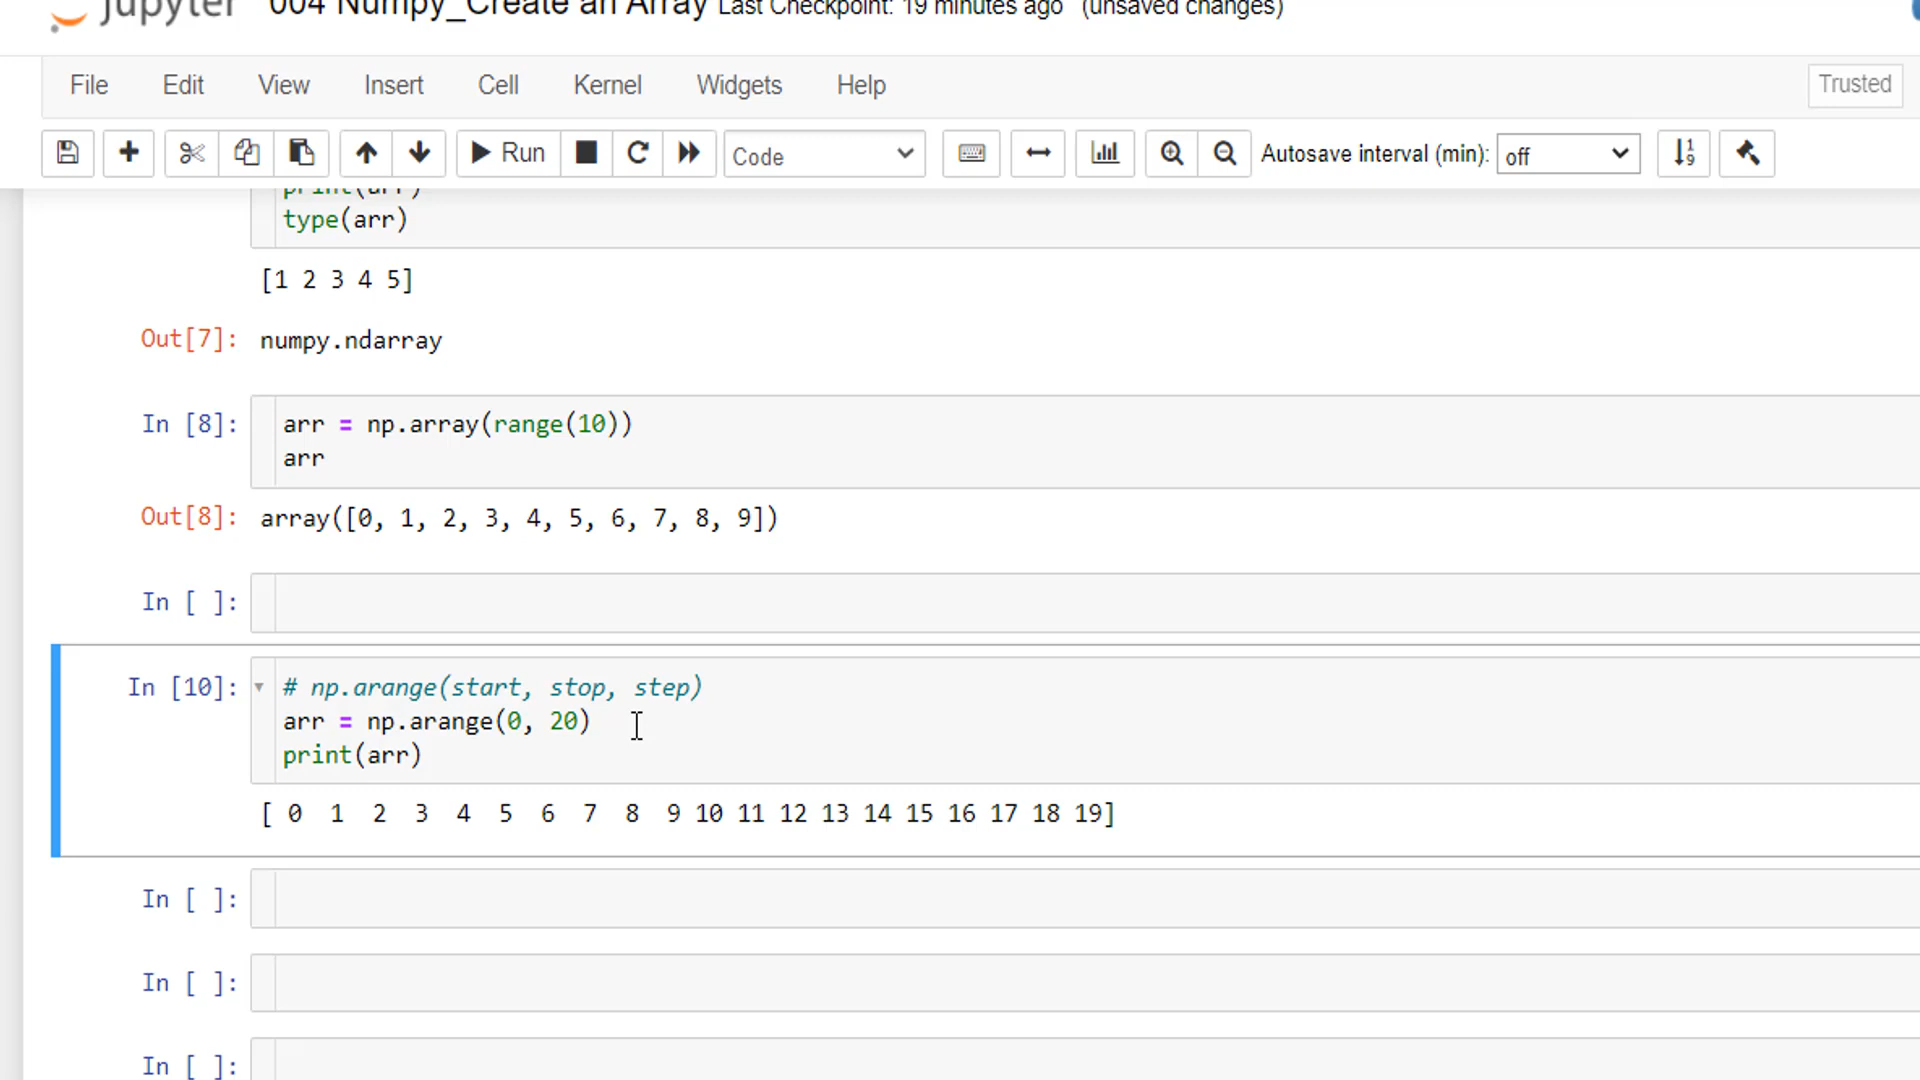 jupyter 004 Numpy_Create an Array Last Checkpoint: 19 minutes ago (unsaved changes)
File Edit View Insert Cell Kernel Widgets Help Trusted
Run Code Autosave interval (min): off
print(arr)
type(arr)
[1 2 3 4 5]
Out[7]: numpy.ndarray
In [8]: arr = np.array(range(10))
arr
Out[8]: array([0, 1, 2, 3, 4, 5, 6, 7, 8, 9])
In [ ]:
In [10]: # np.arange(start, stop, step)
arr = np.arange(0, 20)
print(arr)
[ 0 1 2 3 4 5 6 7 8 9 10 11 12 13 14 15 16 17 18 19]
In [ ]:
In [ ]:
In [ ]: